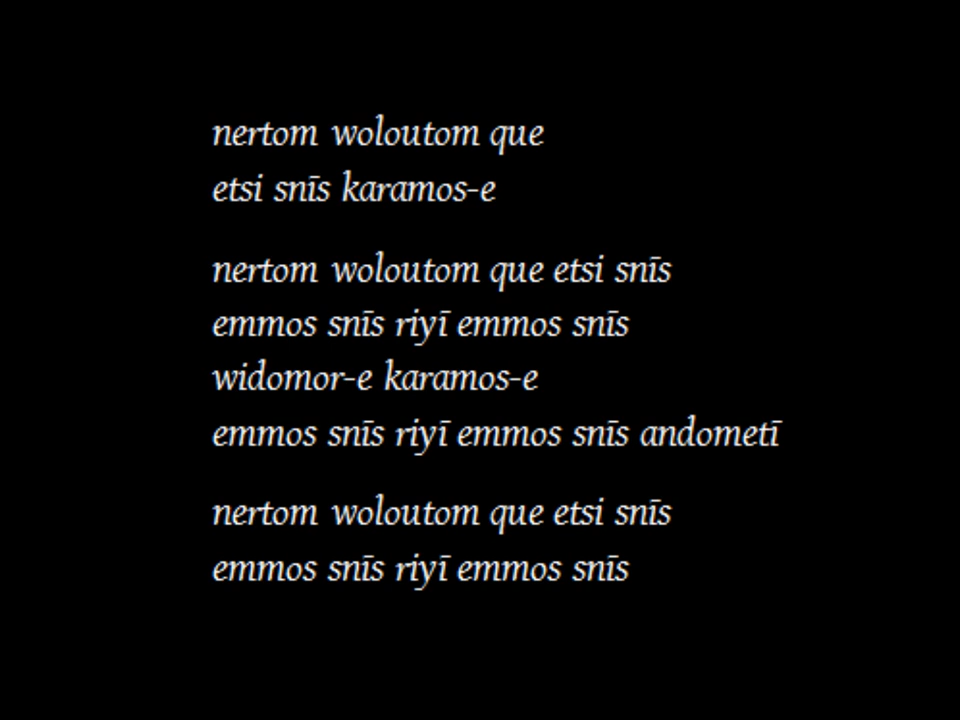 nertom woloutom que
etsi snīs karamos-e
nertom woloutom que etsi snīs
emmos snīs riyī emmos snīs
widomor-e karamos-e
emmos snīs riyī emmos snīs andometī
nertom woloutom que etsi snīs
emmos snīs riyī emmos snīs